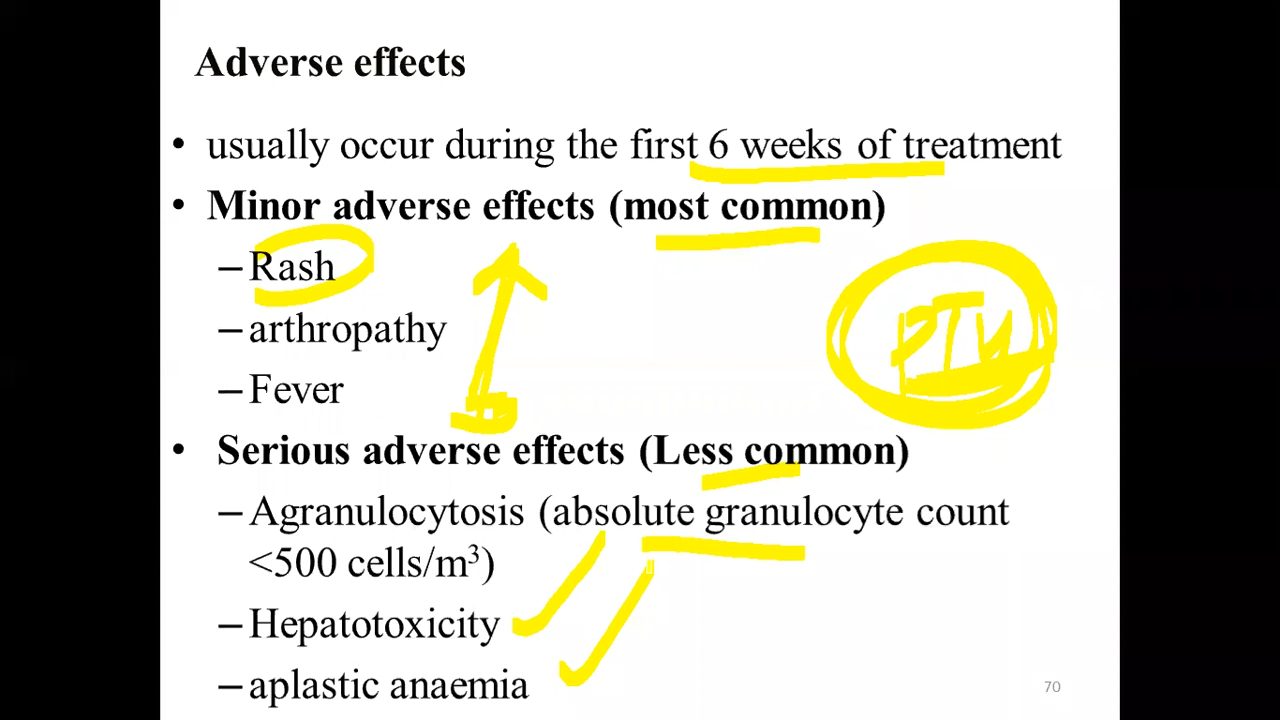 Adverse effects
• usually occur during the first 6 weeks of treatment
• Minor adverse effects (most common)
–Rash
–arthropathy
–Fever
PTU
• Serious adverse effects (Less common)
–Agranulocytosis (absolute granulocyte count
<500 cells/m³)
–Hepatotoxicity
–aplastic anaemia
70